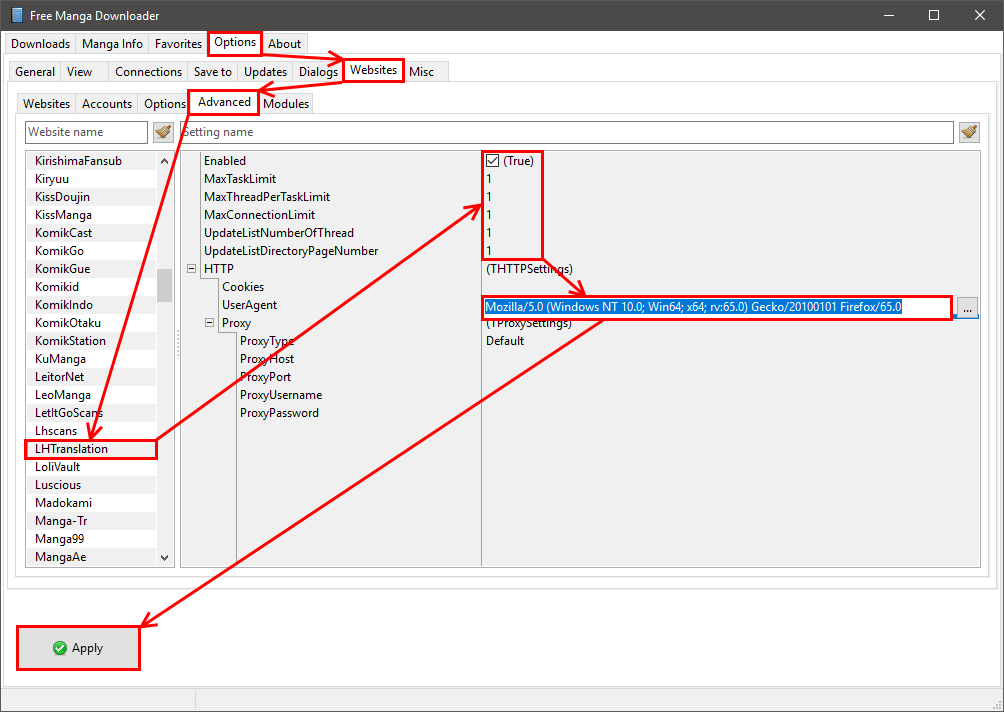 Free Manga Downloader
Downloads Manga Info Favorites Options About
General View Connections Save to Updates Dialogs Websites Misc
Websites Accounts Options Advanced Modules
Website name Setting name
KirishimaFansub
Kiryuu
KissDoujin
KissManga
KomikCast
KomikGo
KomikGue
Komikid
KomikIndo
KomikOtaku
KomikStation
KuManga
LeitorNet
LeoManga
LetItGoScans
Lhscans
LHTranslation
LoliVault
Luscious
Madokami
Manga-Tr
Manga99
MangaAe
Enabled (True)
MaxTaskLimit 1
MaxThreadPerTaskLimit 1
MaxConnectionLimit 1
UpdateListNumberOfThread 1
UpdateListDirectoryPageNumber 1
HTTP (THTTPSettings)
Cookies
UserAgent Mozilla/5.0 (Windows NT 10.0; Win64; x64; rv:65.0) Gecko/20100101 Firefox/65.0 ...
Proxy (TProxySettings)
ProxyType Default
ProxyHost
ProxyPort
ProxyUsername
ProxyPassword
Apply